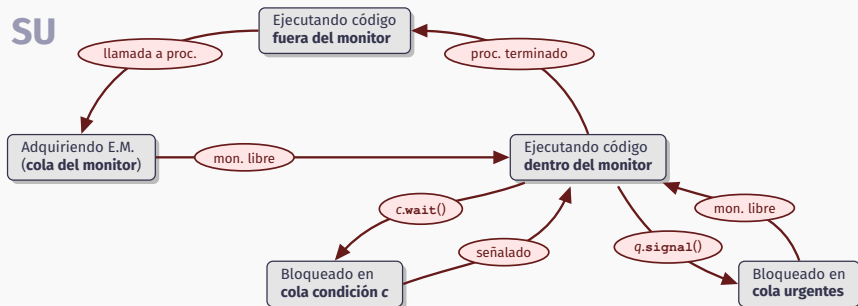 SU
Ejecutando código
fuera del monitor
llamada a proc.
proc. terminado
Adquiriendo E.M.
(cola del monitor)
mon. libre
Ejecutando código
dentro del monitor
c.wait()
mon. libre
señalado
q.signal()
Bloqueado en
cola condición c
Bloqueado en
cola urgentes